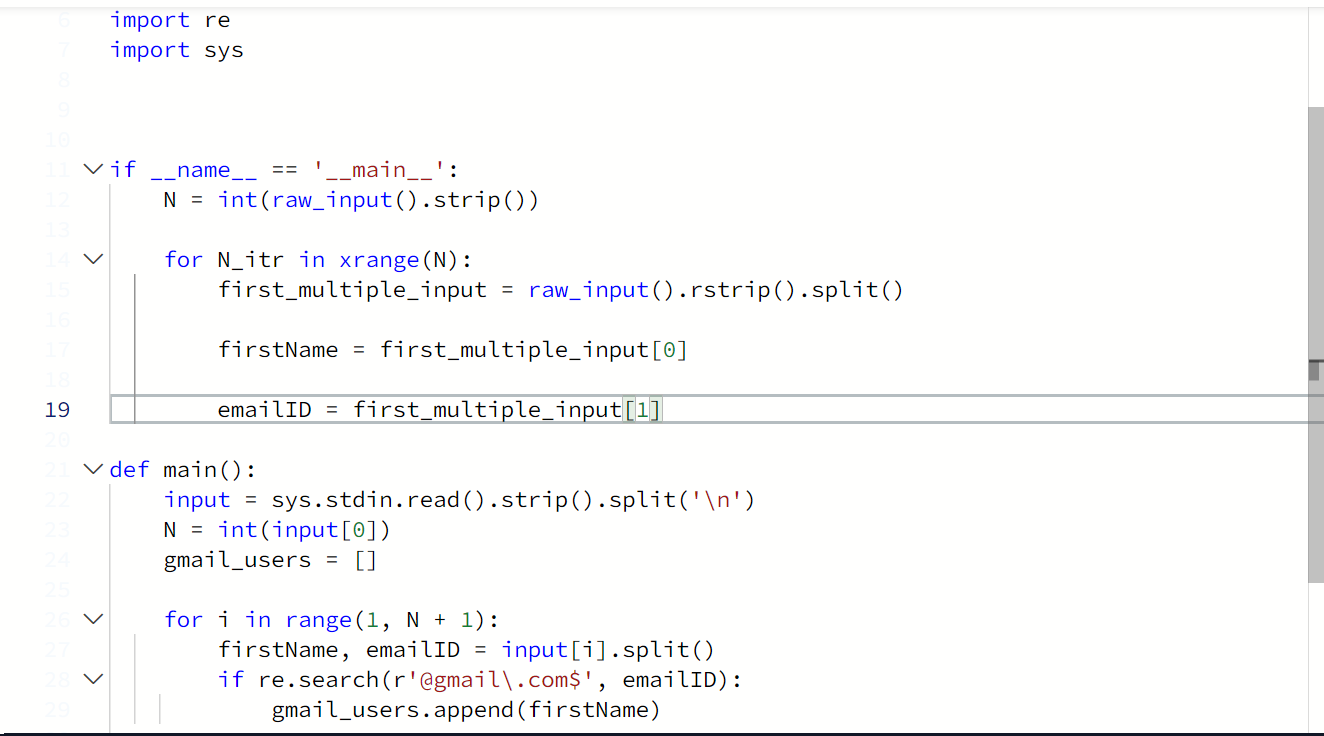 6 import re
7 import sys
8
9
10
11 if __name__ == '__main__':
12 N = int(raw_input().strip())
13
14 for N_itr in xrange(N):
15 first_multiple_input = raw_input().rstrip().split()
16
17 firstName = first_multiple_input[0]
18
19 emailID = first_multiple_input[1]
20
21 def main():
22 input = sys.stdin.read().strip().split('\n')
23 N = int(input[0])
24 gmail_users = []
25
26 for i in range(1, N + 1):
27 firstName, emailID = input[i].split()
28 if re.search(r'@gmail\.com$', emailID):
29 gmail_users.append(firstName)